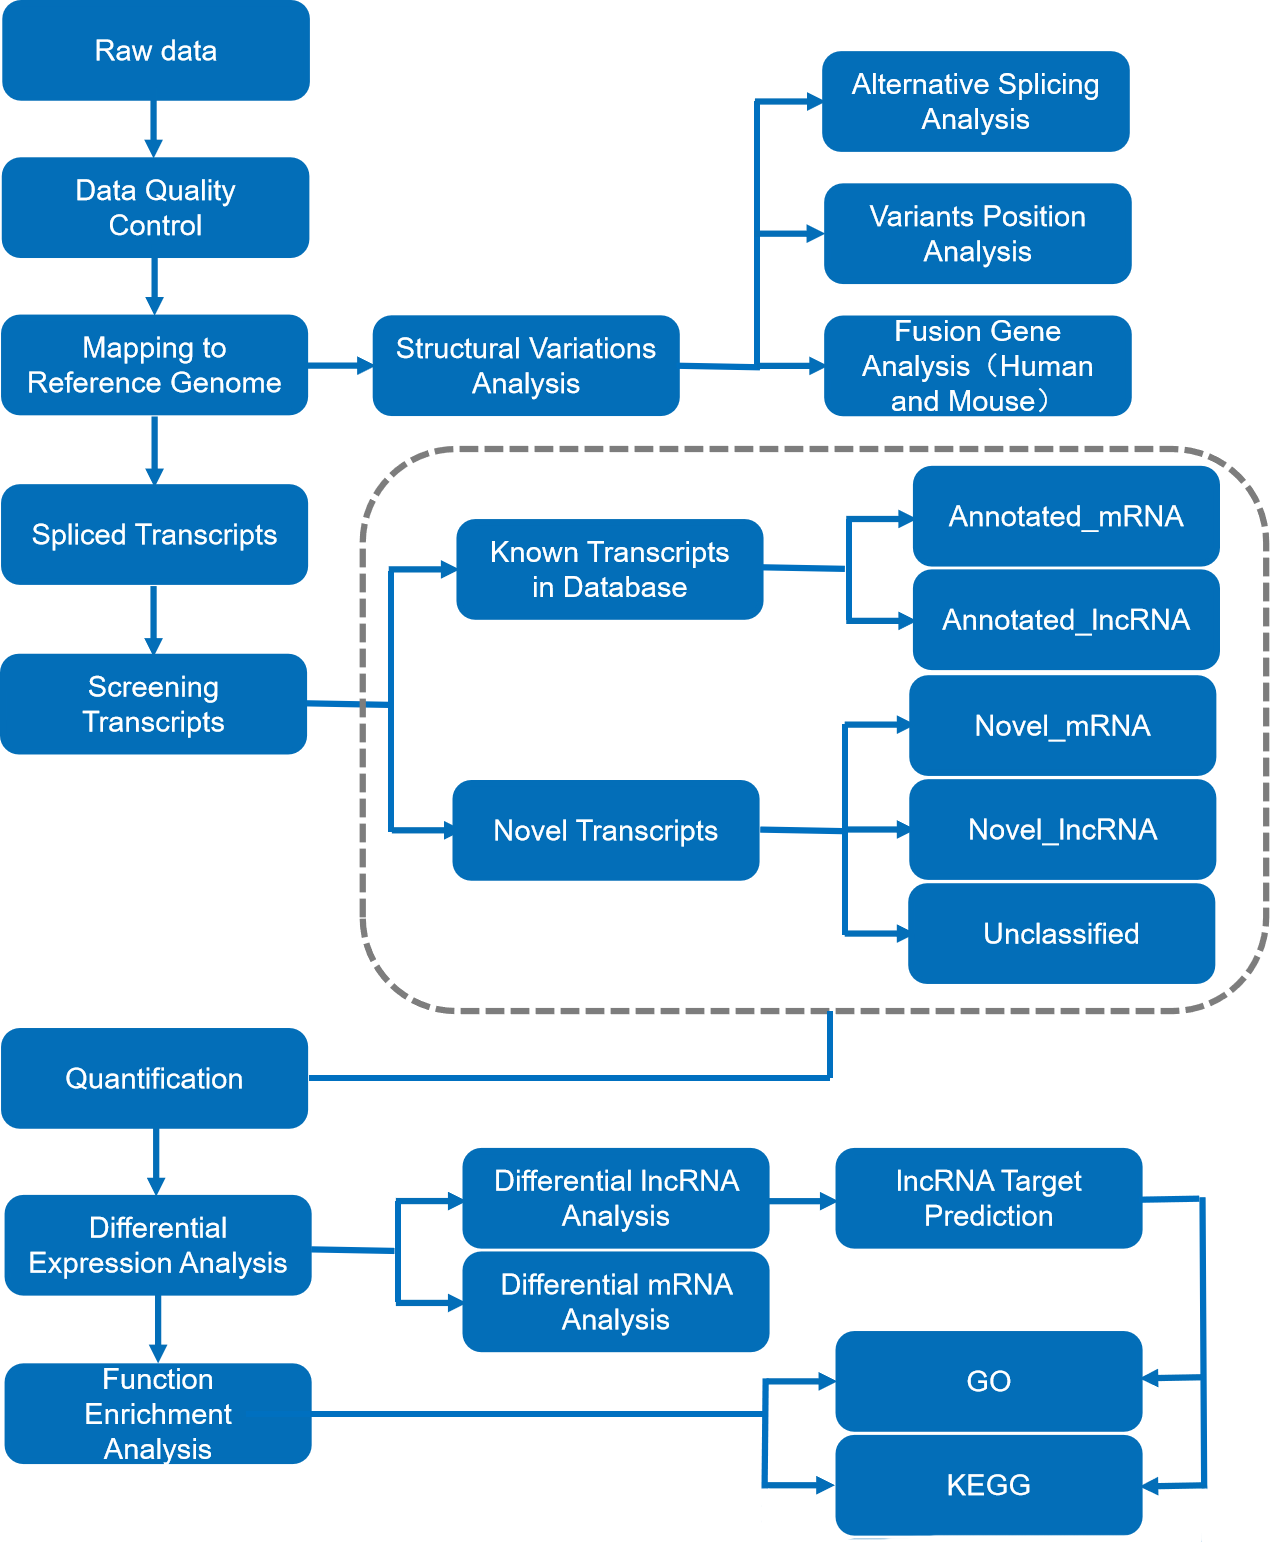 Raw data
Data Quality
Control
Mapping to
Reference Genome
Structural Variations
Analysis
Alternative Splicing
Analysis
Variants Position
Analysis
Fusion Gene
Analysis（Human
and Mouse）
Spliced Transcripts
Screening
Transcripts
Known Transcripts
in Database
Annotated_mRNA
Annotated_lncRNA
Novel Transcripts
Novel_mRNA
Novel_lncRNA
Unclassified
Quantification
Differential
Expression Analysis
Differential lncRNA
Analysis
lncRNA Target
Prediction
Differential mRNA
Analysis
Function
Enrichment
Analysis
GO
KEGG